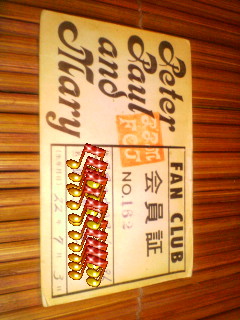 Peter
Paul
and
Mary
FAN CLUB
会員証
NO. 162